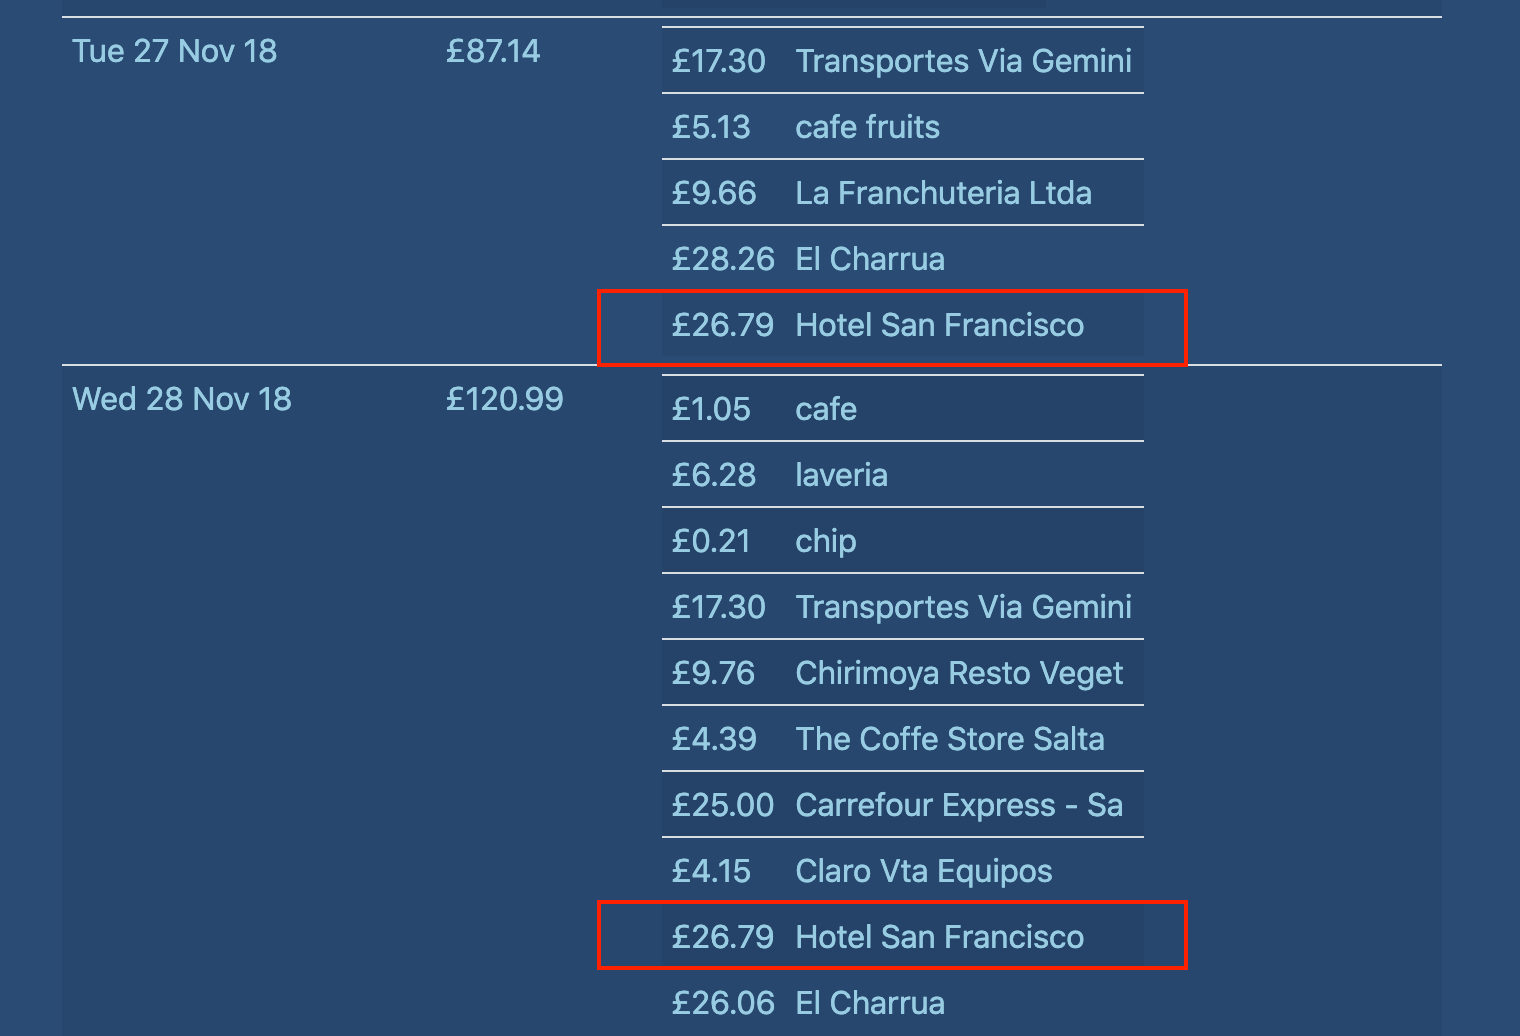 Tue 27 Nov 18 £87.14 £17.30 Transportes Via Gemini
£5.13 cafe fruits
£9.66 La Franchuteria Ltda
£28.26 El Charrua
£26.79 Hotel San Francisco
Wed 28 Nov 18 £120.99 £1.05 cafe
£6.28 laveria
£0.21 chip
£17.30 Transportes Via Gemini
£9.76 Chirimoya Resto Veget
£4.39 The Coffe Store Salta
£25.00 Carrefour Express - Sa
£4.15 Claro Vta Equipos
£26.79 Hotel San Francisco
£26.06 El Charrua